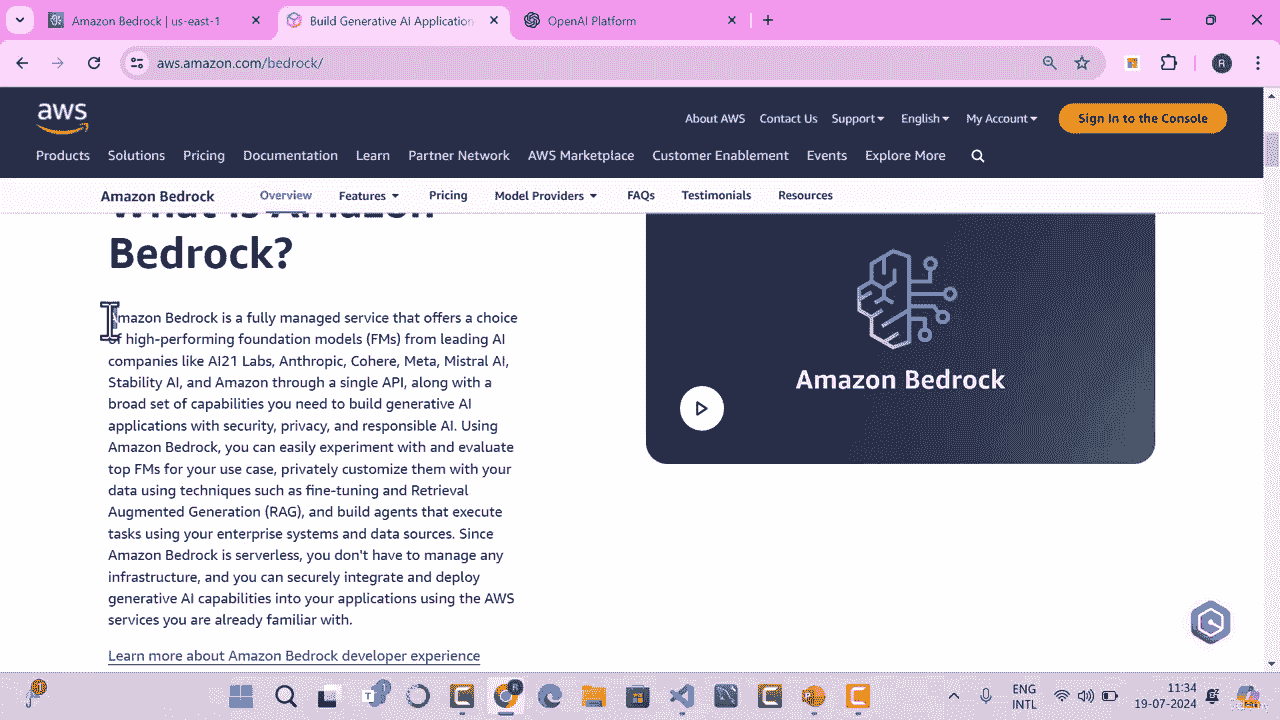 Amazon Bedrock | us-east-1
Build Generative AI Application
OpenAI Platform
aws.amazon.com/bedrock/
R
aws
About AWS
Contact Us
Support
English
My Account
Sign In to the Console
Products
Solutions
Pricing
Documentation
Learn
Partner Network
AWS Marketplace
Customer Enablement
Events
Explore More
Amazon Bedrock
Overview
Features
Pricing
Model Providers
FAQs
Testimonials
Resources
What is Amazon
Bedrock?
Amazon Bedrock is a fully managed service that offers a choice
of high-performing foundation models (FMs) from leading AI
companies like AI21 Labs, Anthropic, Cohere, Meta, Mistral AI,
Stability AI, and Amazon through a single API, along with a
broad set of capabilities you need to build generative AI
applications with security, privacy, and responsible AI. Using
Amazon Bedrock, you can easily experiment with and evaluate
top FMs for your use case, privately customize them with your
data using techniques such as fine-tuning and Retrieval
Augmented Generation (RAG), and build agents that execute
tasks using your enterprise systems and data sources. Since
Amazon Bedrock is serverless, you don't have to manage any
infrastructure, and you can securely integrate and deploy
generative AI capabilities into your applications using the AWS
services you are already familiar with.
Learn more about Amazon Bedrock developer experience
Amazon Bedrock
ENG
INTL
11:34
19-07-2024